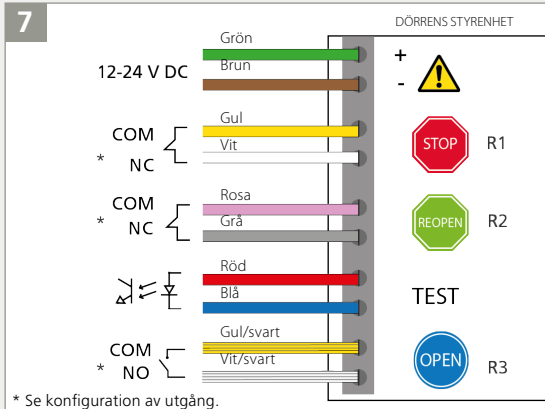 7
DÖRRENS STYRENHET
Grön
+
12-24 V DC
Brun
-
Gul
COM
STOP
R1
Vit
* NC
Rosa
COM
REOPEN
R2
* NC
Grå
Röd
TEST
Blå
Gul/svart
COM
OPEN
R3
Vit/svart
* NO
* Se konfiguration av utgång.